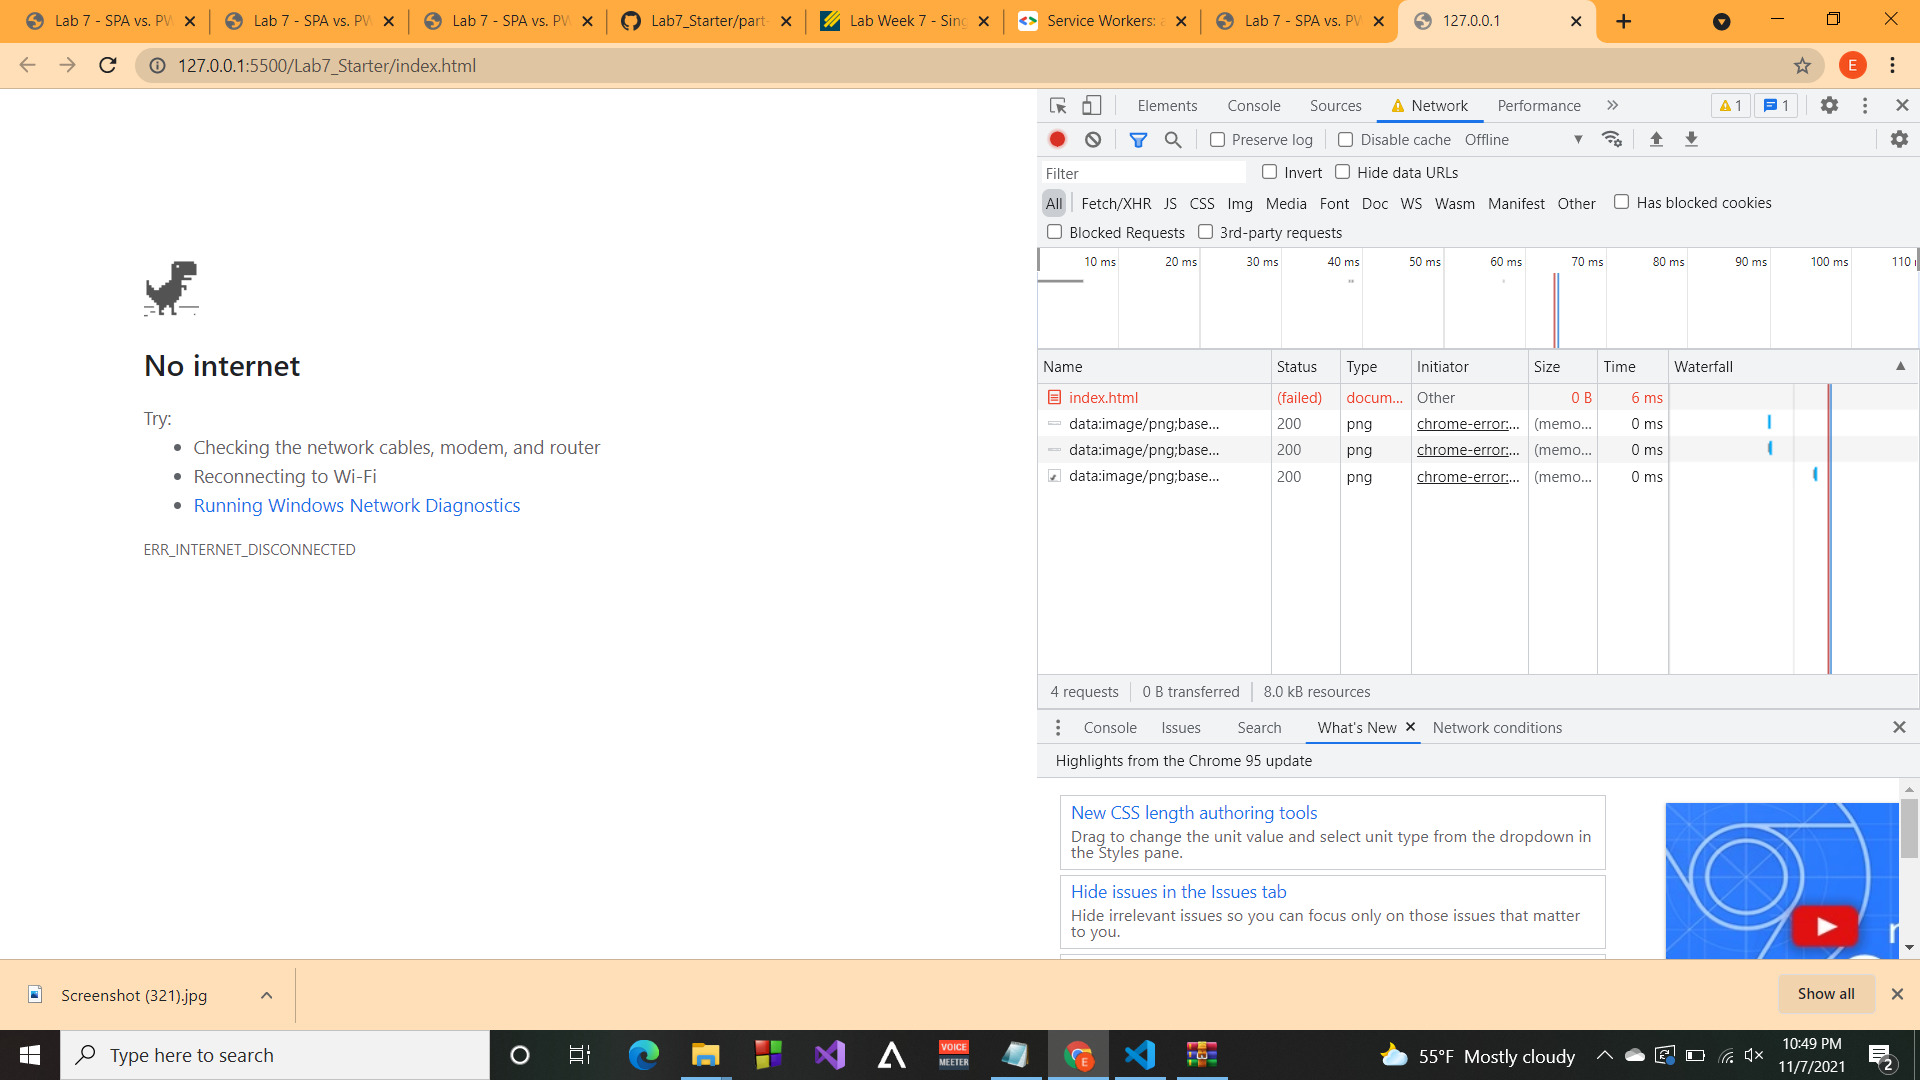 Lab 7 - SPA vs. PW
Lab 7 - SPA vs. PW
Lab 7 - SPA vs. PW
Lab7_Starter/part-
Lab Week 7 - Sing
Service Workers: a
Lab 7 - SPA vs. PW
127.0.0.1
127.0.0.1:5500/Lab7_Starter/index.html
E
No internet
Try:
Checking the network cables, modem, and router
Reconnecting to Wi-Fi
Running Windows Network Diagnostics
ERR_INTERNET_DISCONNECTED
Elements Console Sources Network Performance 1 1
Preserve log Disable cache Offline
Filter Invert Hide data URLs
All Fetch/XHR JS CSS Img Media Font Doc WS Wasm Manifest Other Has blocked cookies
Blocked Requests 3rd-party requests
10 ms 20 ms 30 ms 40 ms 50 ms 60 ms 70 ms 80 ms 90 ms 100 ms 110
Name Status Type Initiator Size Time Waterfall
index.html (failed) docum... Other 0 B 6 ms
data:image/png;base... 200 png chrome-error:... (memo... 0 ms
data:image/png;base... 200 png chrome-error:... (memo... 0 ms
data:image/png;base... 200 png chrome-error:... (memo... 0 ms
4 requests 0 B transferred 8.0 kB resources
Console Issues Search What's New Network conditions
Highlights from the Chrome 95 update
New CSS length authoring tools
Drag to change the unit value and select unit type from the dropdown in
the Styles pane.
Hide issues in the Issues tab
Hide irrelevant issues so you can focus only on those issues that matter
to you.
Screenshot (321).jpg
Show all
Type here to search
VOICE
MEETER
E
55°F Mostly cloudy
10:49 PM
11/7/2021
2